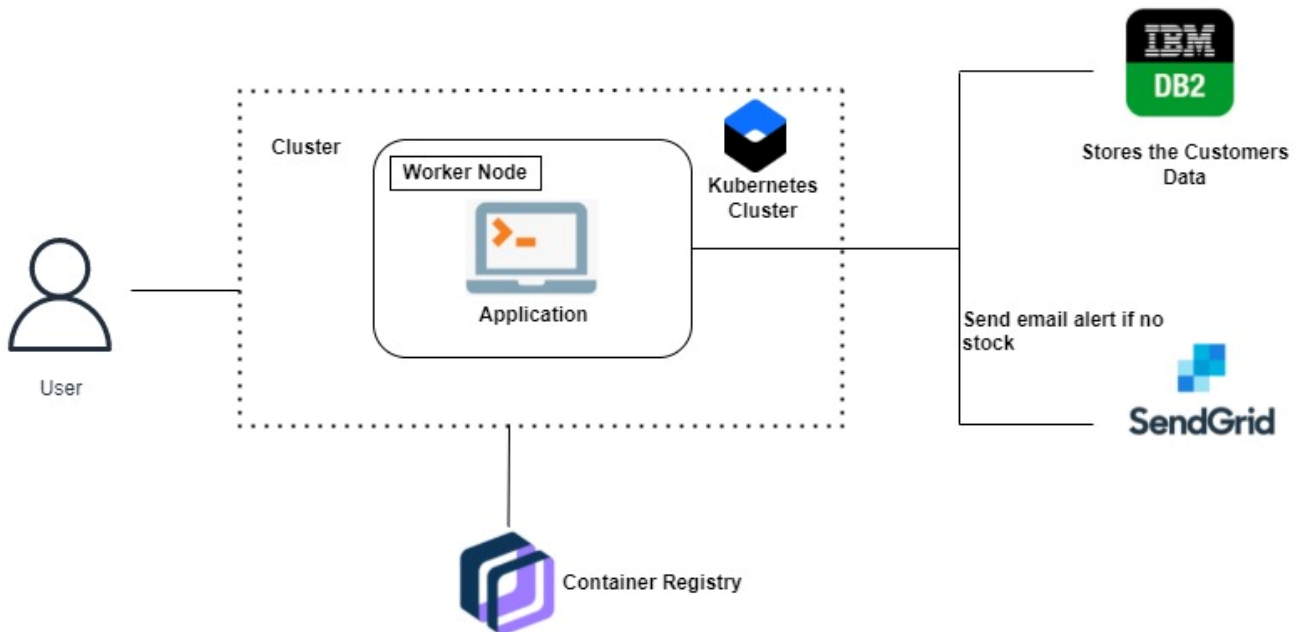 IBM
DB2
Stores the Customers
Data
Cluster
Worker Node
Kubernetes
Cluster
Application
User
Send email alert if no
stock
SendGrid
Container Registry